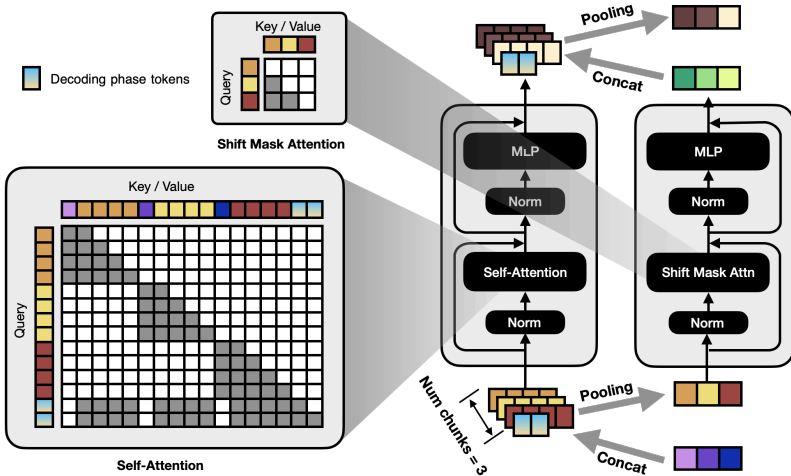 Key / Value
Query
Shift Mask Attention
Decoding phase tokens
Key / Value
Query
Self-Attention
Pooling
Concat
MLP
Norm
Self-Attention
Norm
MLP
Norm
Shift Mask Attn
Norm
Num chunks = 3
Pooling
Concat